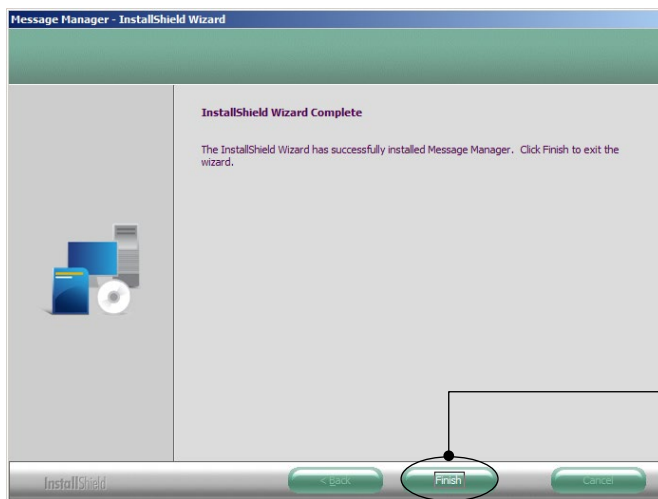 Message Manager - InstallShield Wizard
InstallShield Wizard Complete
The InstallShield Wizard has successfully installed Message Manager. Click Finish to exit the
wizard.
InstallShield
< Back
Finish
Cancel